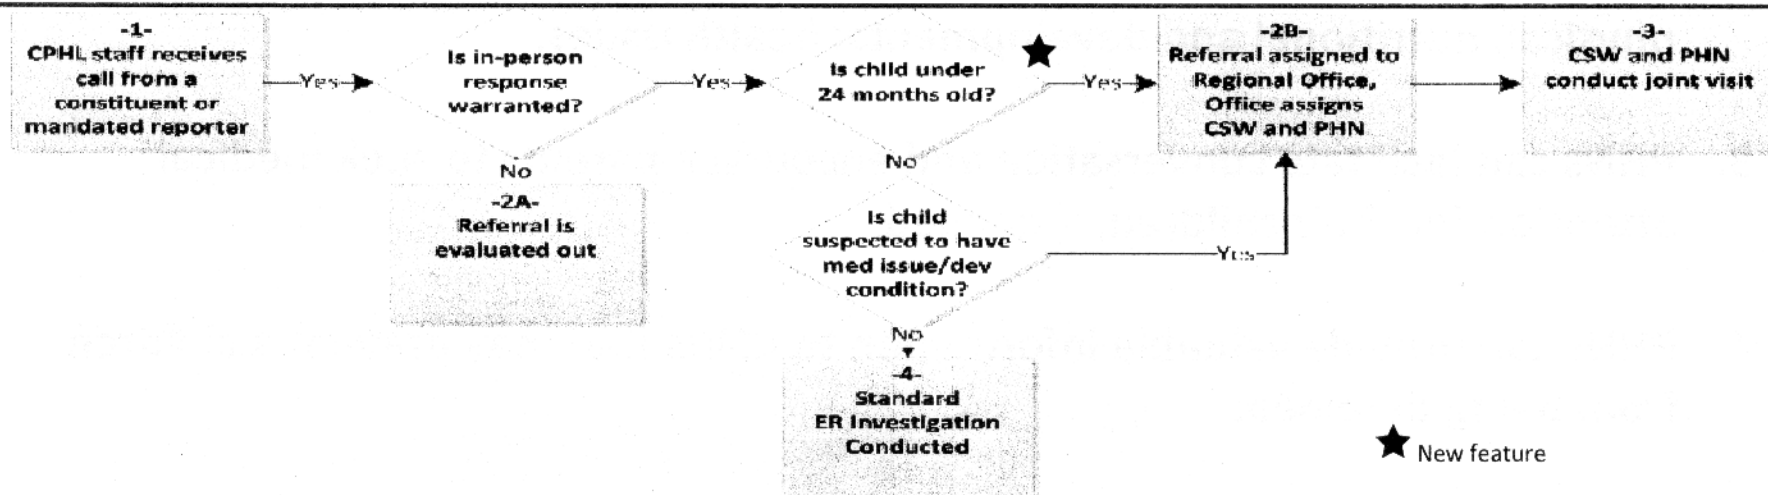 -1-
CPHL staff receives
call from a
constituent or
mandated reporter
Yes
Is in-person
response
warranted?
Yes
Is child under
24 months old?
Yes
-2B-
Referral assigned to
Regional Office,
Office assigns
CSW and PHN
-3-
CSW and PHN
conduct joint visit
No
-2A-
Referral is
evaluated out
No
Is child
suspected to have
med issue/dev
condition?
Yes
No
-4-
Standard
ER Investigation
Conducted
New feature